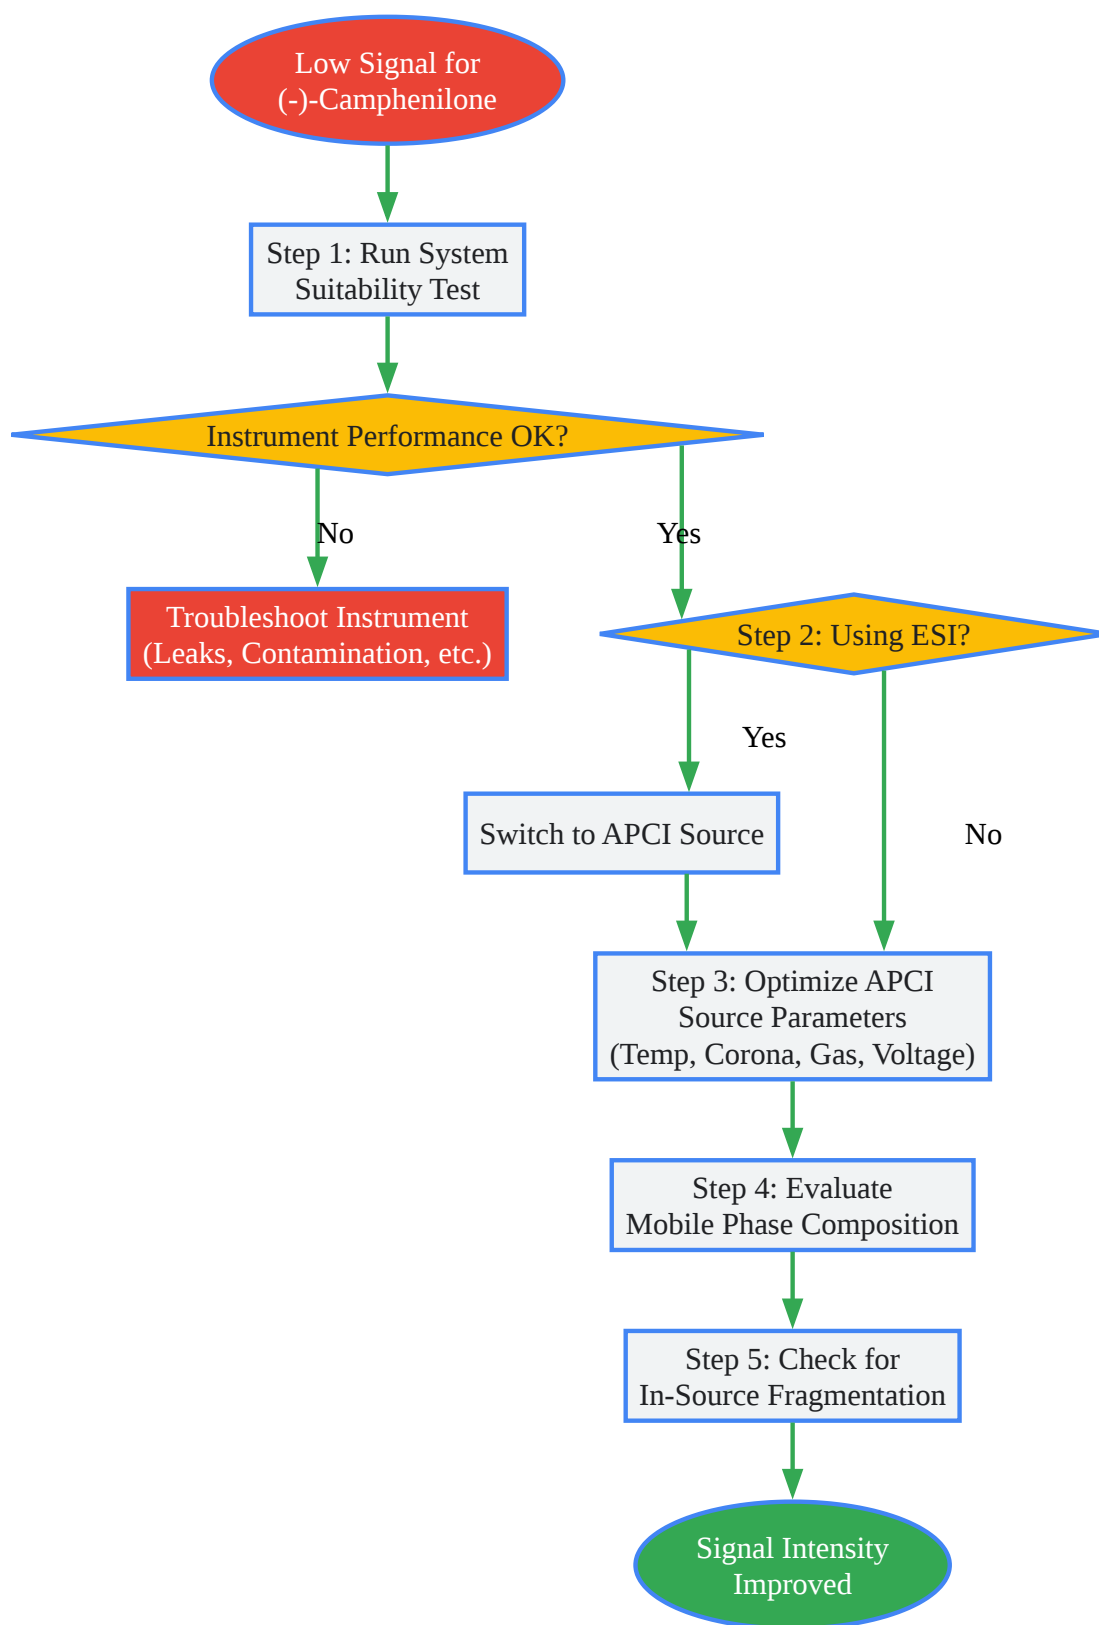 Low Signal for
(-)-Camphenilone
Step 1: Run System
Suitability Test
Instrument Performance OK?
No
Yes
Troubleshoot Instrument
(Leaks, Contamination, etc.)
Step 2: Using ESI?
Yes
Switch to APCI Source
No
Step 3: Optimize APCI
Source Parameters
(Temp, Corona, Gas, Voltage)
Step 4: Evaluate
Mobile Phase Composition
Step 5: Check for
In-Source Fragmentation
Signal Intensity
Improved